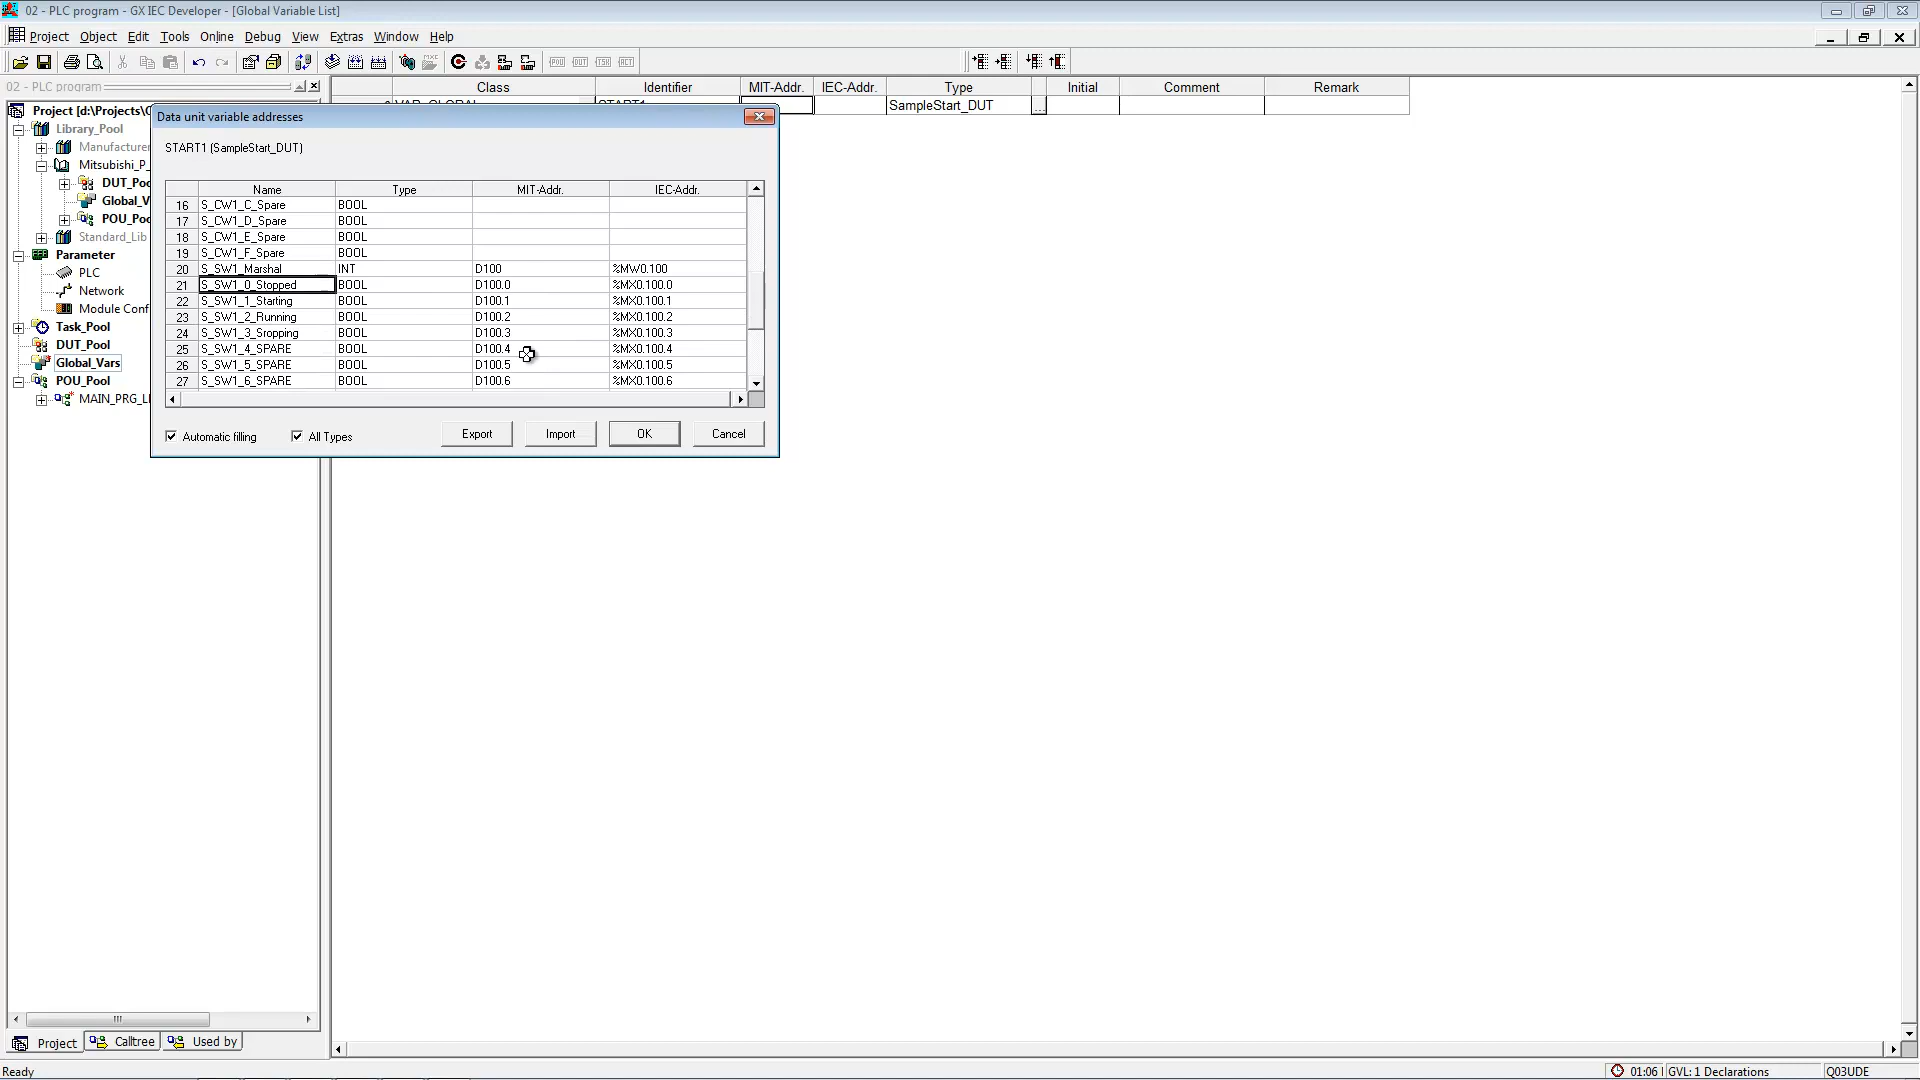 02 - PLC program - GX IEC Developer - [Global Variable List]
Project Object Edit Tools Online Debug View Extras Window Help
02 - PLC program
Class Identifier MIT-Addr. IEC-Addr. Type Initial Comment Remark
SampleStart_DUT ...
Project [d:\Projects\
Library_Pool
Manufacturer
Mitsubishi_P_
DUT_Poo
Global_V
POU_Poo
Standard_Lib
Parameter
PLC
Network
Module Conf
Task_Pool
DUT_Pool
Global_Vars
POU_Pool
MAIN_PRG_L
Data unit variable addresses
START1 (SampleStart_DUT)
Name Type MIT-Addr. IEC-Addr.
16 S_CW1_C_Spare BOOL
17 S_CW1_D_Spare BOOL
18 S_CW1_E_Spare BOOL
19 S_CW1_F_Spare BOOL
20 S_SW1_Marshal INT D100 %MW0.100
21 S_SW1_0_Stopped BOOL D100.0 %MX0.100.0
22 S_SW1_1_Starting BOOL D100.1 %MX0.100.1
23 S_SW1_2_Running BOOL D100.2 %MX0.100.2
24 S_SW1_3_Sropping BOOL D100.3 %MX0.100.3
25 S_SW1_4_SPARE BOOL D100.4 %MX0.100.4
26 S_SW1_5_SPARE BOOL D100.5 %MX0.100.5
27 S_SW1_6_SPARE BOOL D100.6 %MX0.100.6
Automatic filling All Types Export Import OK Cancel
Project Calltree Used by
Ready 01:06 GVL: 1 Declarations Q03UDE